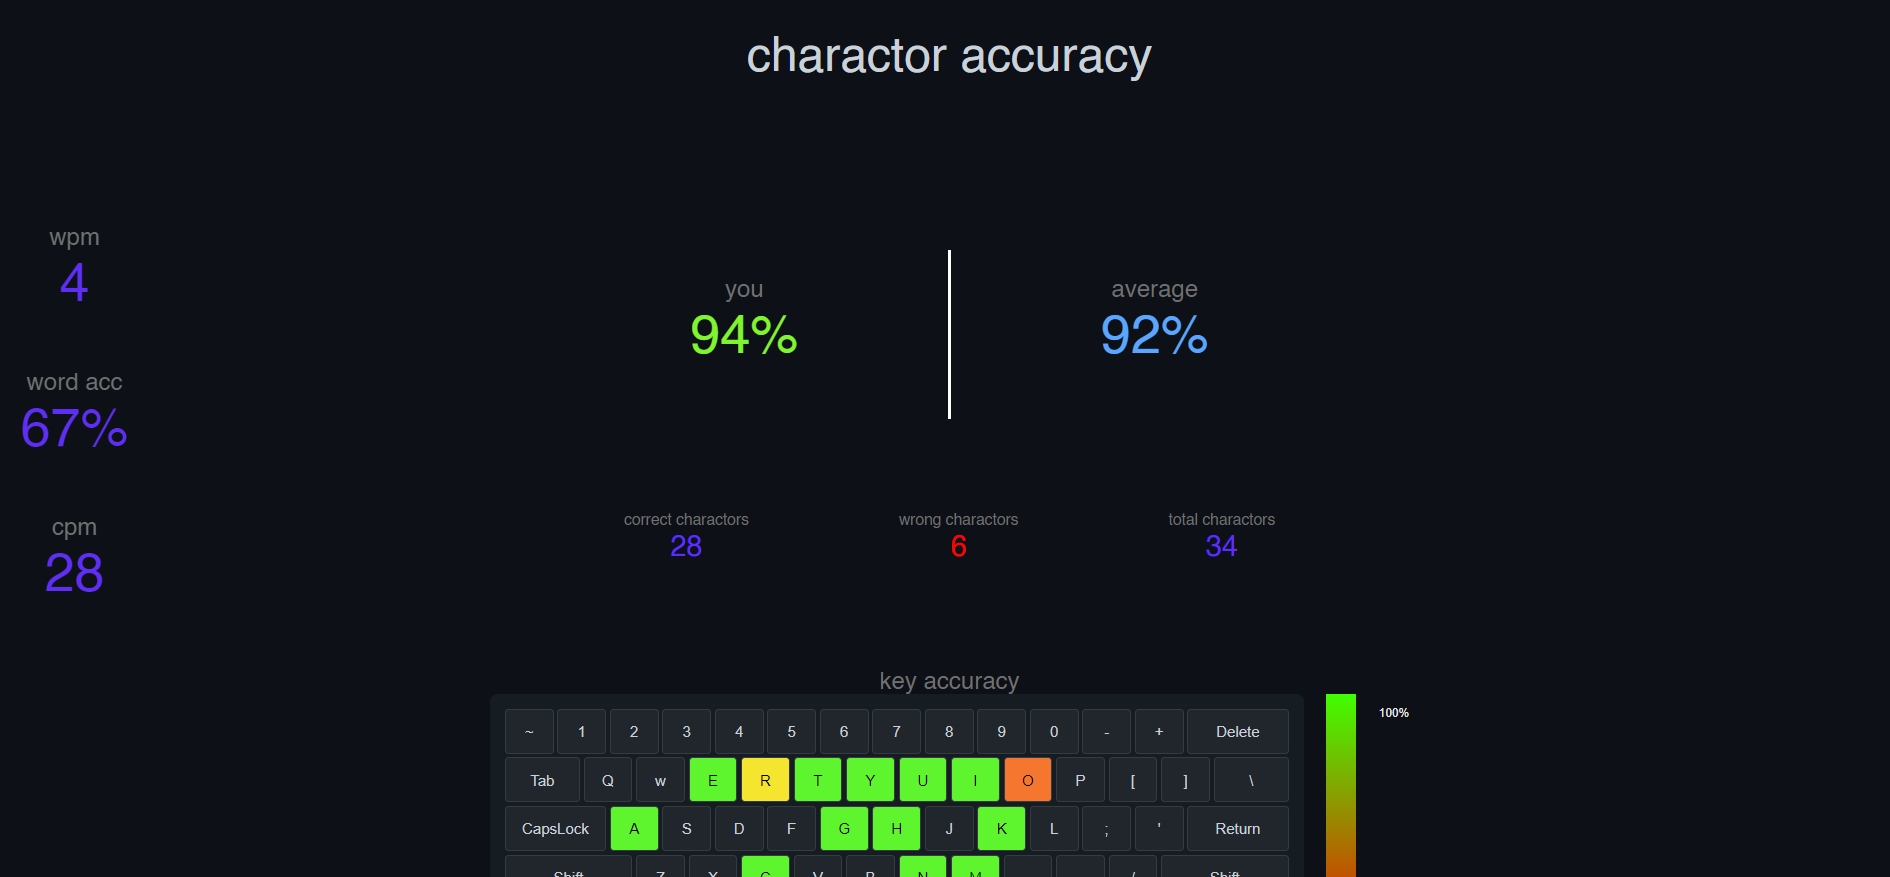 charactor accuracy
wpm
4
word acc
67%
cpm
28
you
94%
average
92%
correct charactors
28
wrong charactors
6
total charactors
34
key accuracy
100%
~ 1 2 3 4 5 6 7 8 9 0 - + Delete
Tab Q w E R T Y U I O P [ ] \
CapsLock A S D F G H J K L ; ' Return
Shift Z X C V B N M / Shift